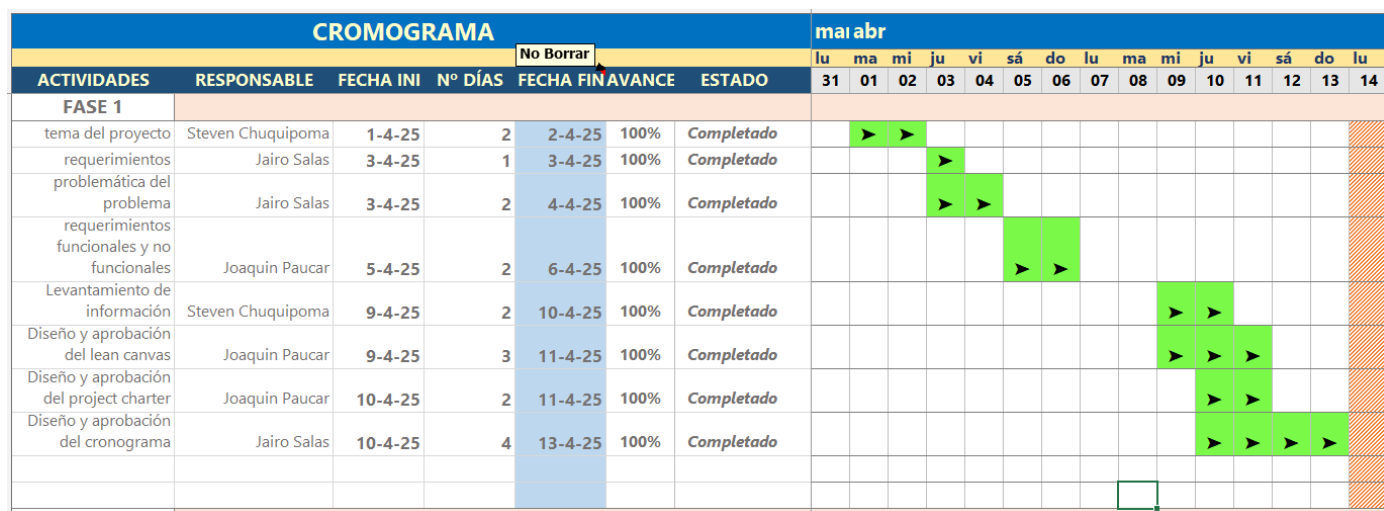 CROMOGRAMA mar abr
No Borrar
lu ma mi ju vi sá do lu ma mi ju vi sá do lu
ACTIVIDADES RESPONSABLE FECHA INI Nº DÍAS FECHA FIN AVANCE ESTADO 31 01 02 03 04 05 06 07 08 09 10 11 12 13 14
FASE 1
tema del proyecto Steven Chuquipoma 1-4-25 2 2-4-25 100% Completado
requerimientos Jairo Salas 3-4-25 1 3-4-25 100% Completado
problemática del
problema Jairo Salas 3-4-25 2 4-4-25 100% Completado
requerimientos
funcionales y no
funcionales Joaquin Paucar 5-4-25 2 6-4-25 100% Completado
Levantamiento de
información Steven Chuquipoma 9-4-25 2 10-4-25 100% Completado
Diseño y aprobación
del lean canvas Joaquin Paucar 9-4-25 3 11-4-25 100% Completado
Diseño y aprobación
del project charter Joaquin Paucar 10-4-25 2 11-4-25 100% Completado
Diseño y aprobación
del cronograma Jairo Salas 10-4-25 4 13-4-25 100% Completado